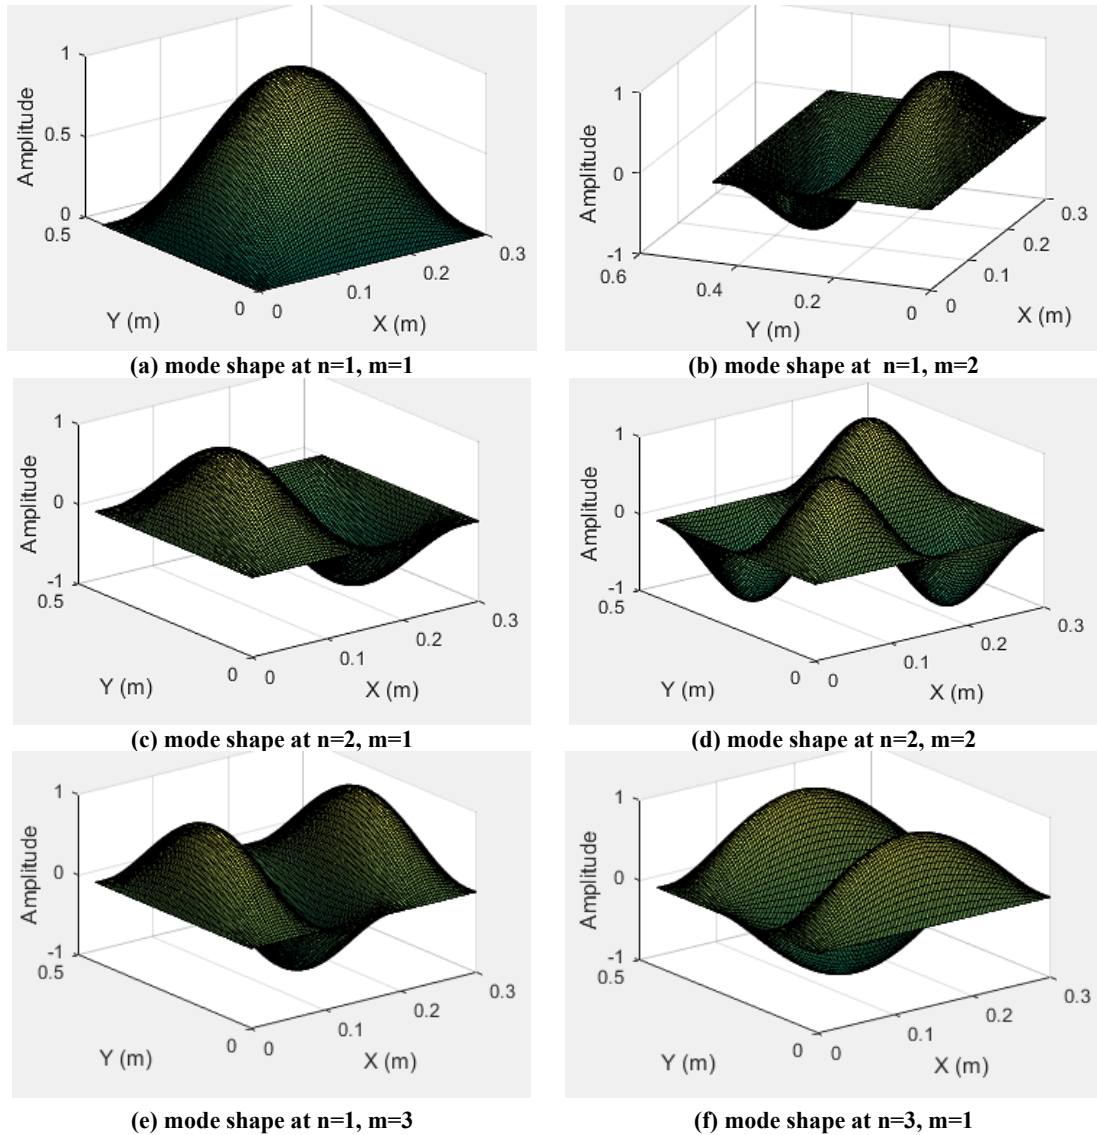 1
0.5
0
0.5
0
0
0.1
0.2
0.3
Amplitude
Y (m)
X (m)
(a) mode shape at n=1, m=1
1
0
-1
0.6
0.4
0.2
0
0
0.1
0.2
0.3
Amplitude
Y (m)
X (m)
(b) mode shape at n=1, m=2
1
0
-1
0.5
0
0
0.1
0.2
0.3
Amplitude
Y (m)
X (m)
(c) mode shape at n=2, m=1
1
0
-1
0.5
0
0
0.1
0.2
0.3
Amplitude
Y (m)
X (m)
(d) mode shape at n=2, m=2
1
0
-1
0.5
0
0
0.1
0.2
0.3
Amplitude
Y (m)
X (m)
(e) mode shape at n=1, m=3
1
0
-1
0.5
0
0
0.1
0.2
0.3
Amplitude
Y (m)
X (m)
(f) mode shape at n=3, m=1